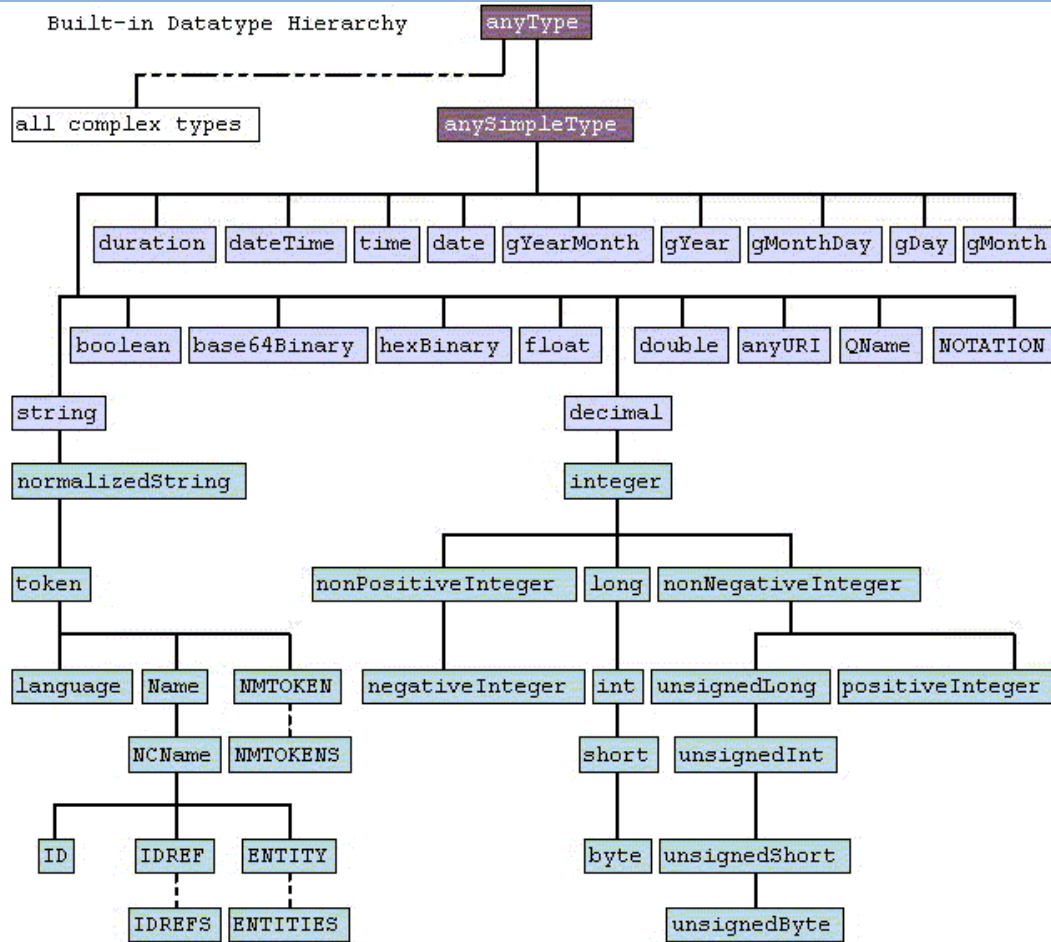 Built-in Datatype Hierarchy
anyType
all complex types
anySimpleType
duration
dateTime
time
date
gYearMonth
gYear
gMonthDay
gDay
gMonth
boolean
base64Binary
hexBinary
float
double
anyURI
QName
NOTATION
string
decimal
normalizedString
integer
token
nonPositiveInteger
long
nonNegativeInteger
language
Name
NMTOKEN
negativeInteger
int
unsignedLong
positiveInteger
NCName
NMTOKENS
short
unsignedInt
ID
IDREF
ENTITY
byte
unsignedShort
IDREFS
ENTITIES
unsignedByte